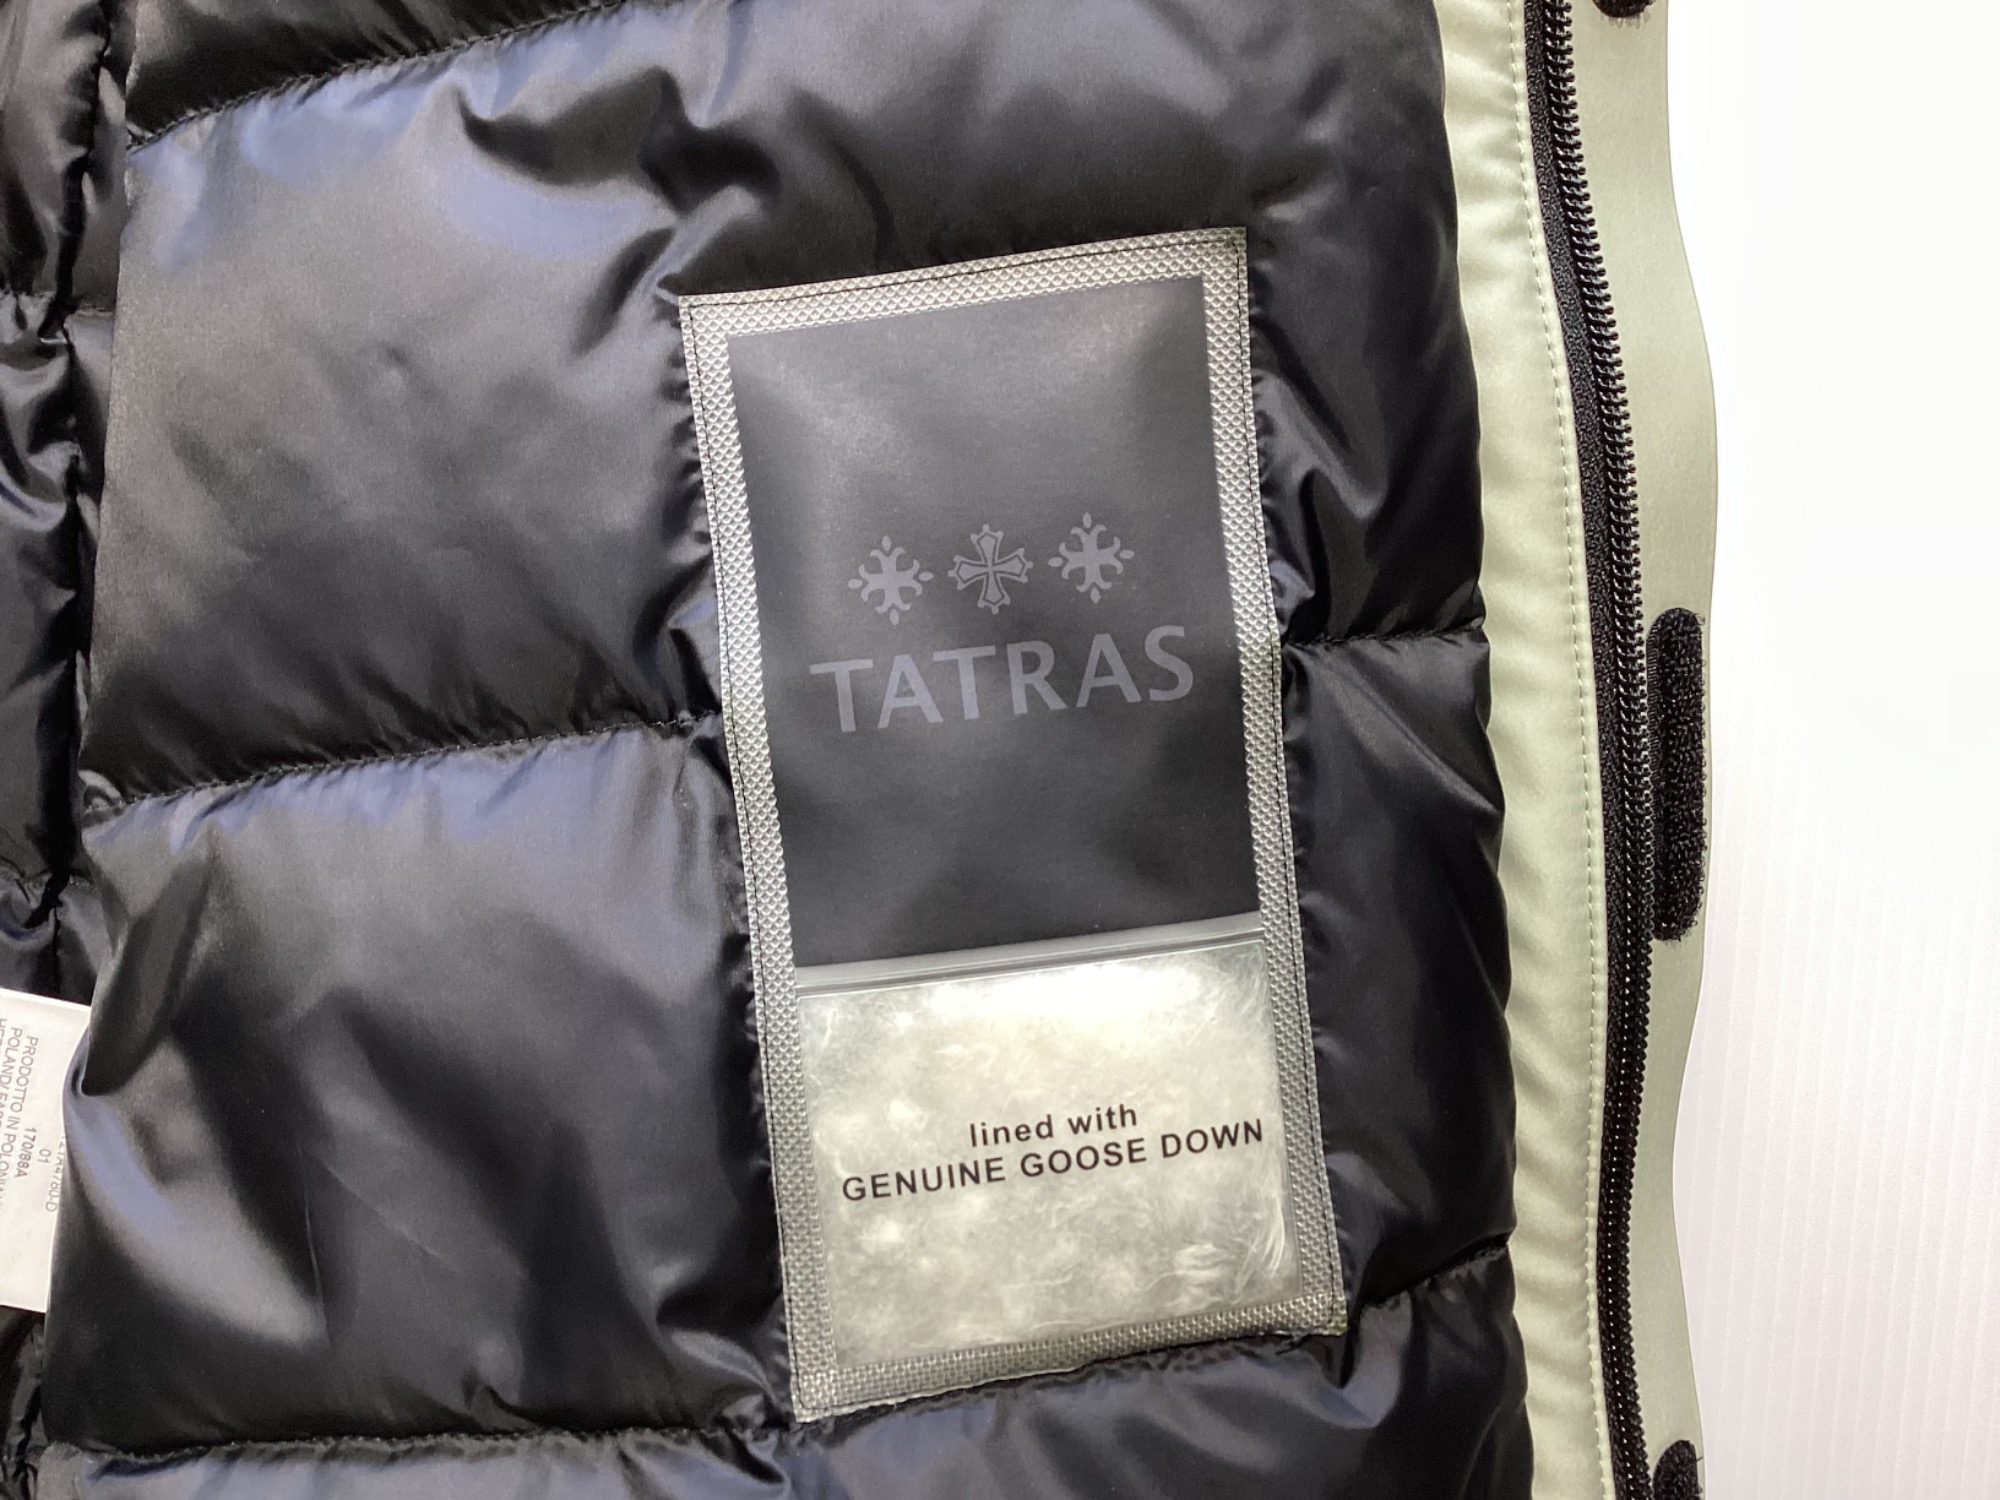 TATRAS
lined with
GENUINE GOOSE DOWN
01
170/88A
PRODOTTO IN POLONIA